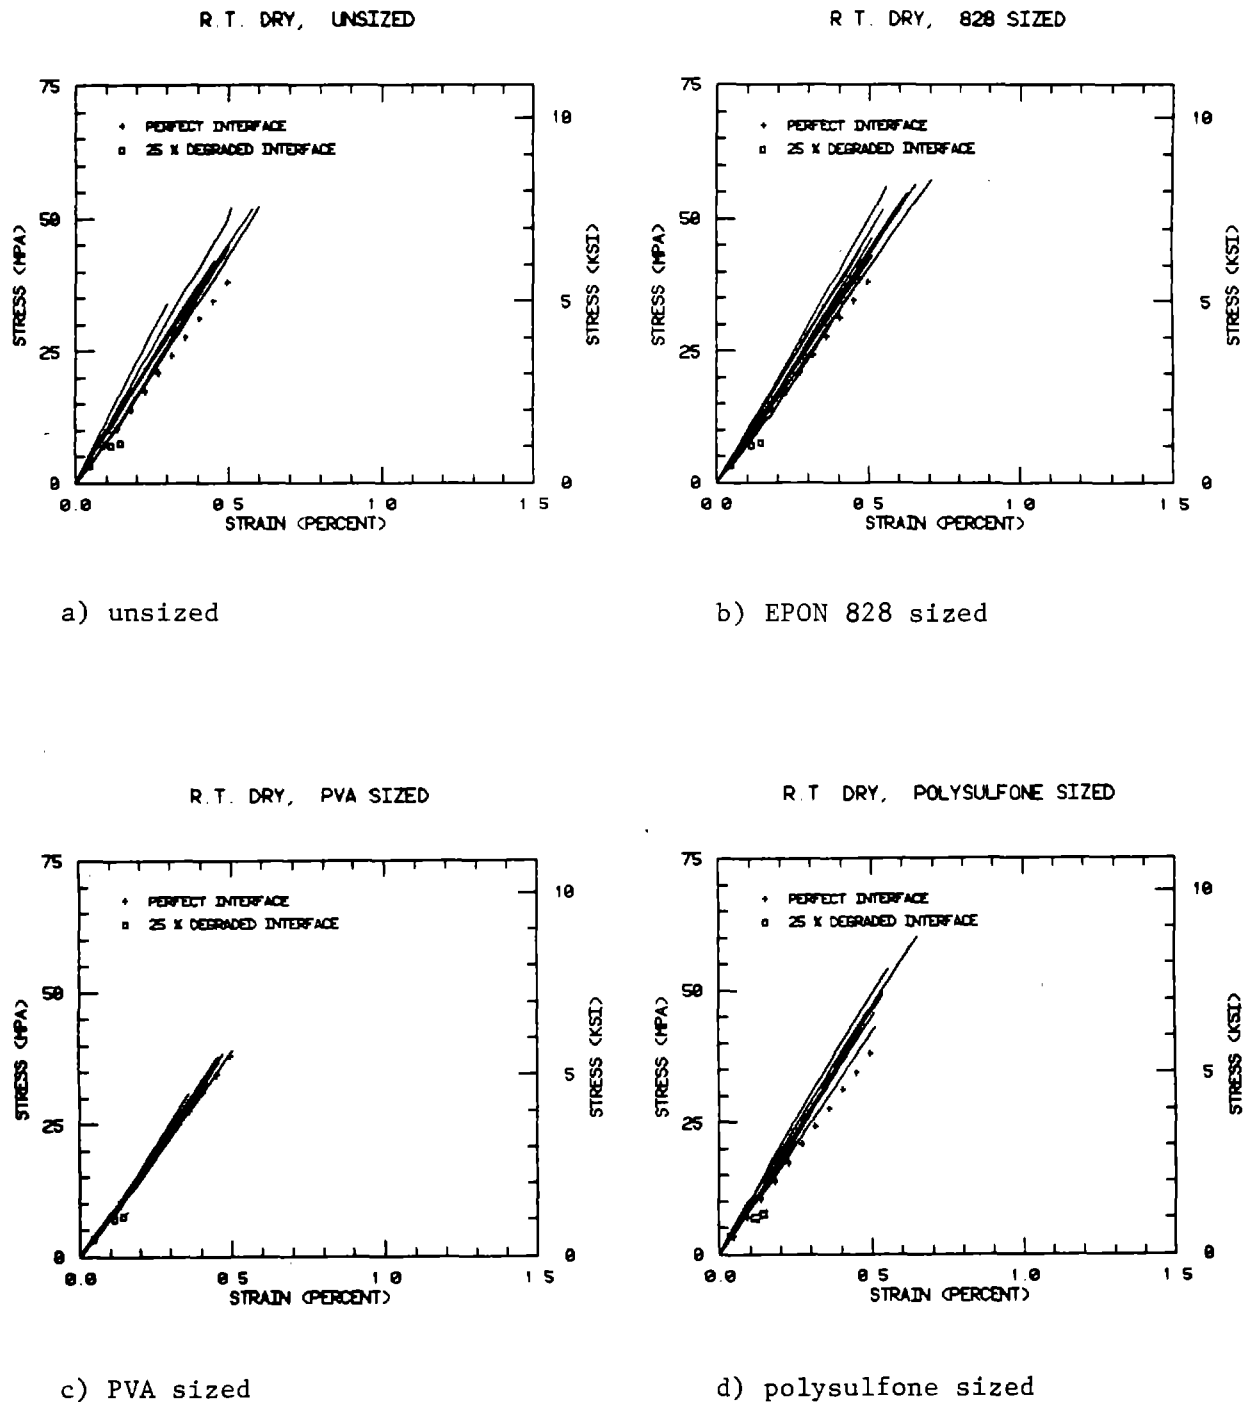 R.T. DRY, UNSIZED
75
50
25
0
STRESS (MPA)
+ PERFECT INTERFACE
□ 25 % DEGRADED INTERFACE
10
5
0
STRESS (KSI)
0.0 0 5 1 0 1 5
STRAIN (PERCENT)
a) unsized
R T. DRY, 828 SIZED
75
50
25
0
STRESS (MPA)
+ PERFECT INTERFACE
□ 25 % DEGRADED INTERFACE
10
5
0
STRESS (KSI)
0.0 0.5 1 0 1 5
STRAIN (PERCENT)
b) EPON 828 sized
R.T. DRY, PVA SIZED
75
50
25
0
STRESS (MPA)
+ PERFECT INTERFACE
□ 25 % DEGRADED INTERFACE
10
5
0
STRESS (KSI)
0.0 0 5 1 0 1 5
STRAIN (PERCENT)
c) PVA sized
R.T DRY, POLYSULFONE SIZED
75
50
25
0
STRESS (MPA)
+ PERFECT INTERFACE
□ 25 % DEGRADED INTERFACE
10
5
0
STRESS (KSI)
0.0 0 5 1.0 1 5
STRAIN (PERCENT)
d) polysulfone sized